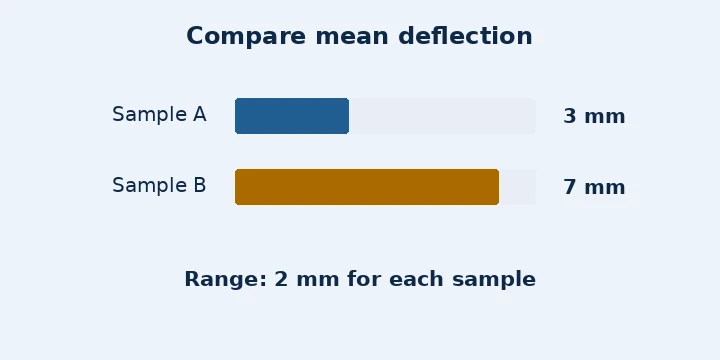 Compare mean deflection
Sample A 3 mm
Sample B 7 mm
Range: 2 mm for each sample